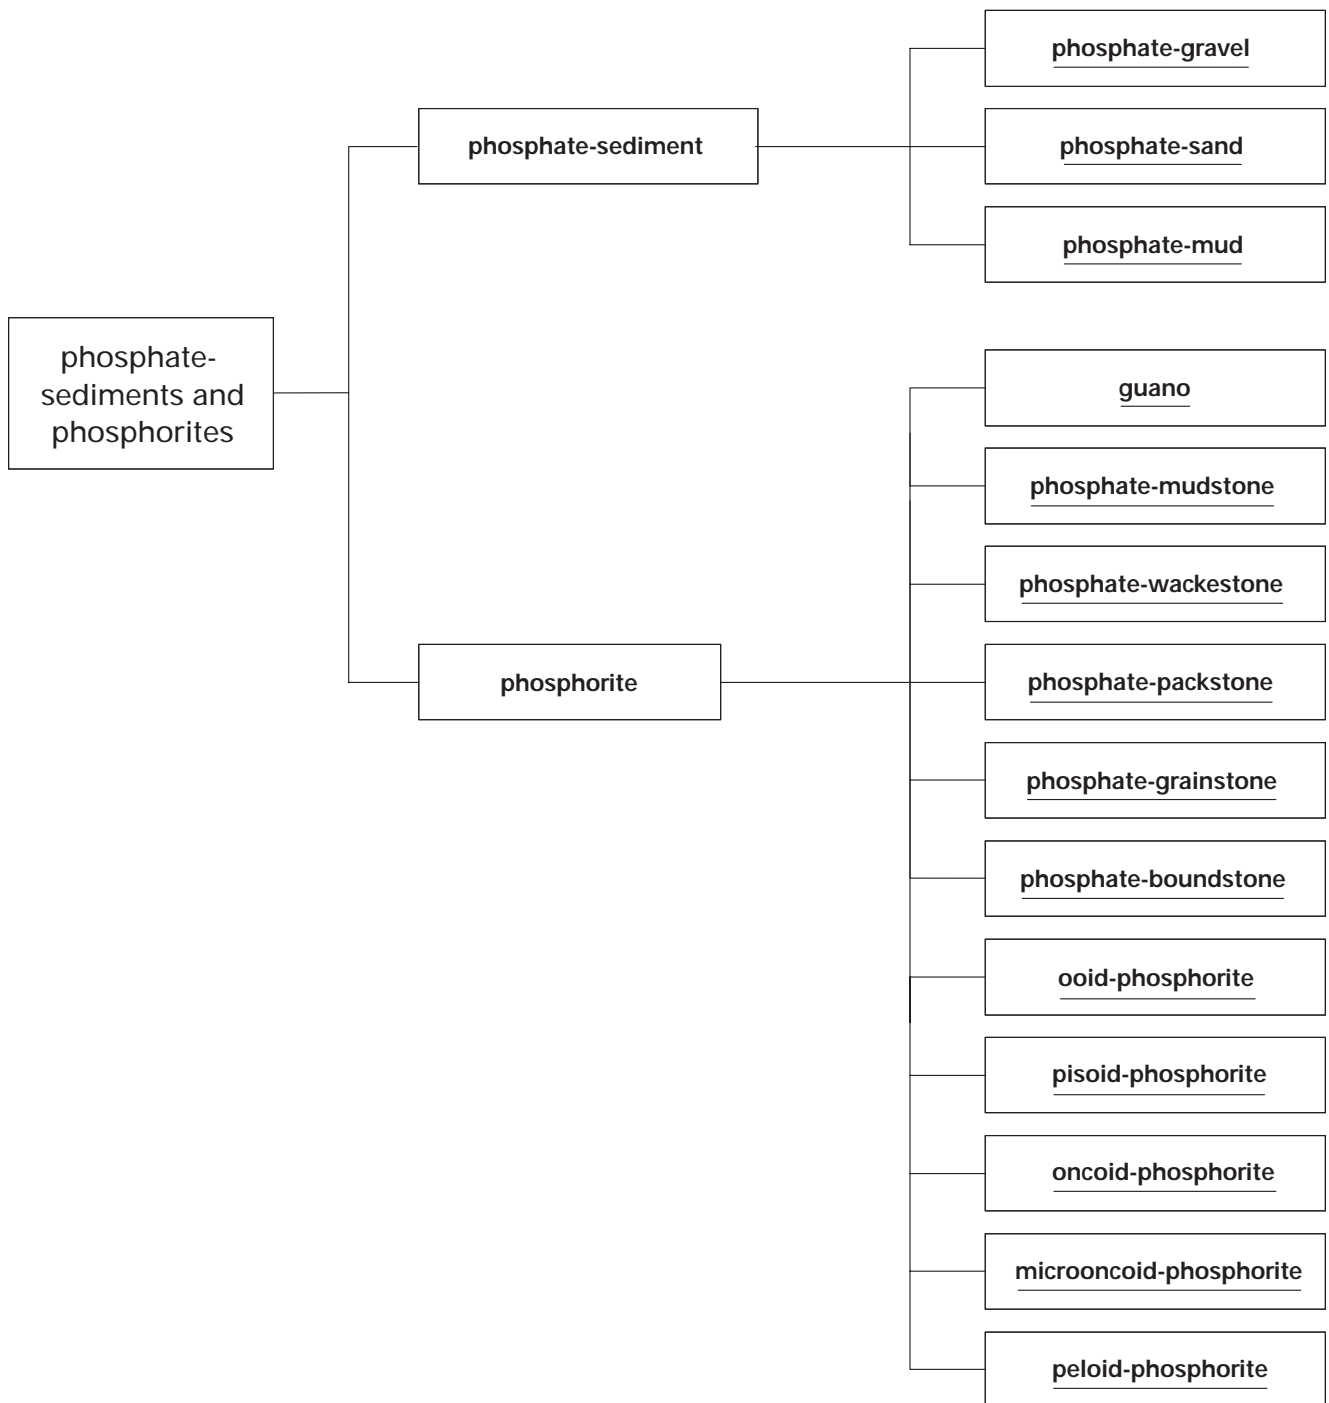 phosphate-gravel
phosphate-sediment
phosphate-sand
phosphate-mud
phosphate-
sediments and
phosphorites
guano
phosphate-mudstone
phosphate-wackestone
phosphorite
phosphate-packstone
phosphate-grainstone
phosphate-boundstone
ooid-phosphorite
pisoid-phosphorite
oncoid-phosphorite
microoncoid-phosphorite
peloid-phosphorite